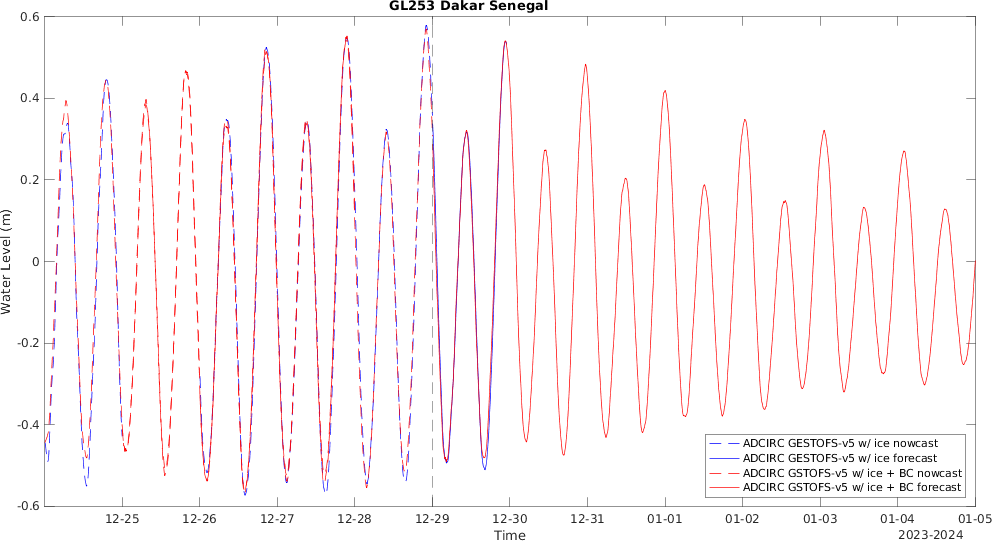 GL253 Dakar Senegal
0.6
0.4
0.2
0
-0.2
-0.4
-0.6
Water Level (m)
12-25 12-26 12-27 12-28 12-29 12-30 12-31 01-01 01-02 01-03 01-04 01-05
Time
2023-2024
ADCIRC GESTOFS-v5 w/ ice nowcast
ADCIRC GESTOFS-v5 w/ ice forecast
ADCIRC GSTOFS-v5 w/ ice + BC nowcast
ADCIRC GSTOFS-v5 w/ ice + BC forecast